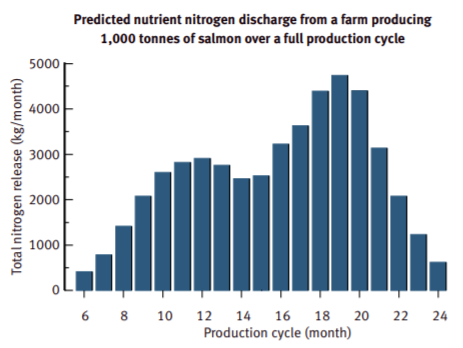 Predicted nutrient nitrogen discharge from a farm producing
1,000 tonnes of salmon over a full production cycle
Total nitrogen release (kg/month)
5000
4000
3000
2000
1000
0
6 8 10 12 14 16 18 20 22 24
Production cycle (month)